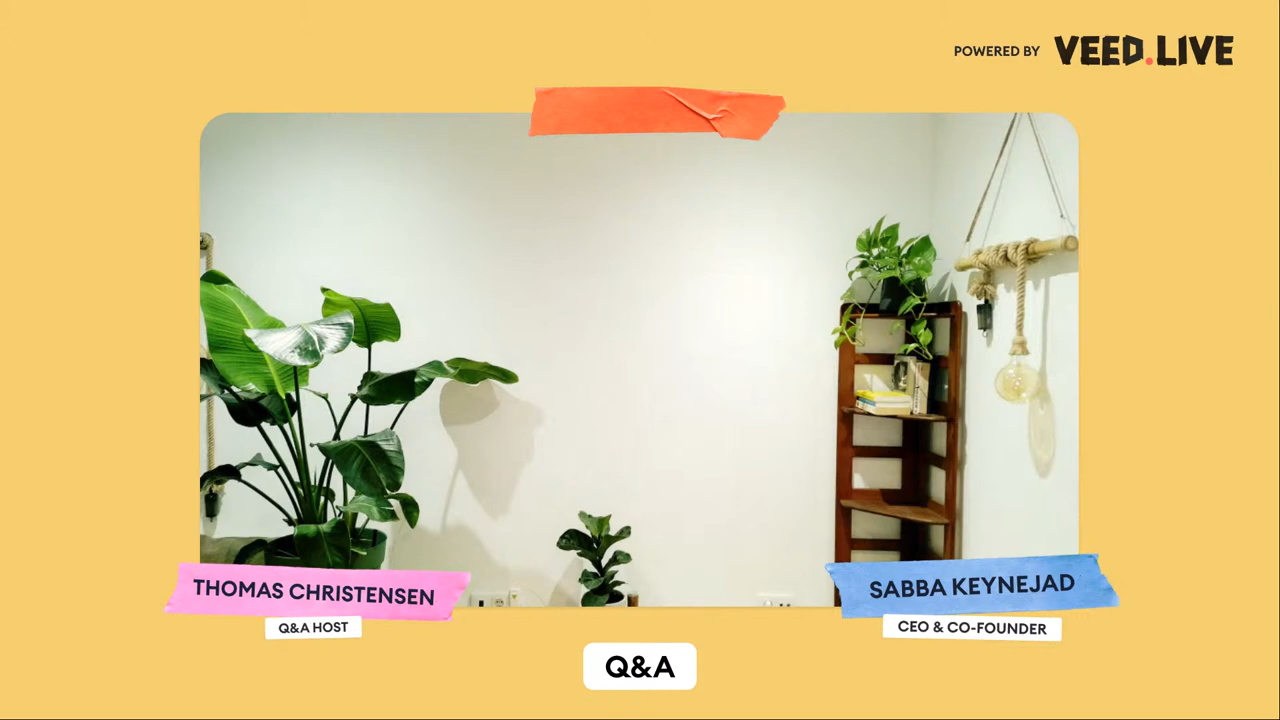 POWERED BY VEED.LIVE
THOMAS CHRISTENSEN
Q&A HOST
SABBA KEYNEJAD
CEO & CO-FOUNDER
Q&A